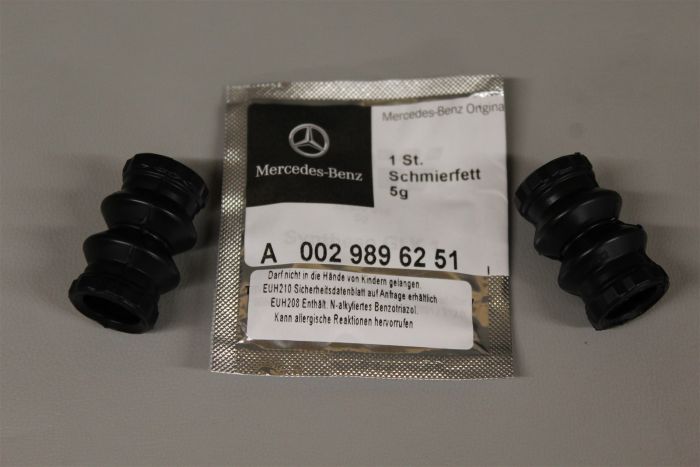 Mercedes-Benz Origina
Mercedes-Benz
1 St.
Schmierfett
5g
A 002 989 62 51
Darf nicht in die Hände von Kindern gelangen.
EUH210 Sicherheitsdatenblatt auf Anfrage erhältlich
EUH208 Enthält. N-alkyliertes Benzotriazol.
Kann allergische Reaktionen hervorrufen